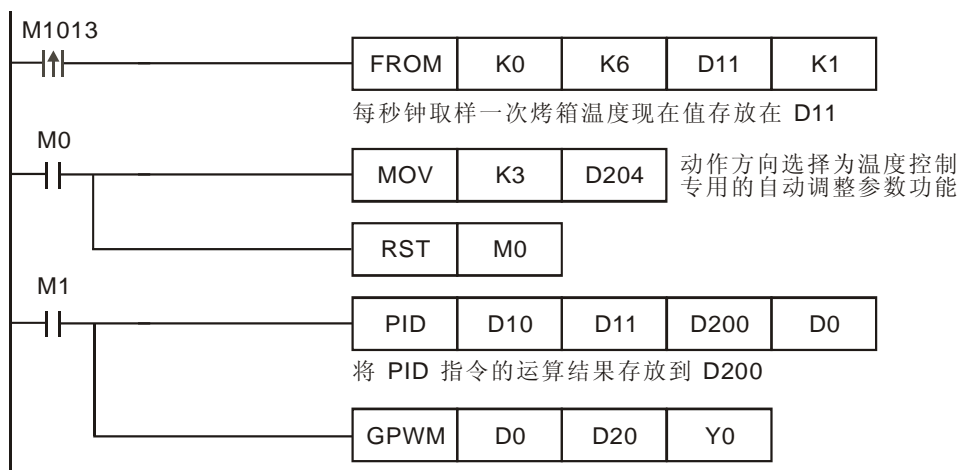 M1013
FROM K0 K6 D11 K1
每秒钟取样一次烤箱温度现在值存放在 D11
M0
MOV K3 D204
动作方向选择为温度控制
专用的自动调整参数功能
RST M0
M1
PID D10 D11 D200 D0
将 PID 指令的运算结果存放到 D200
GPWM D0 D20 Y0